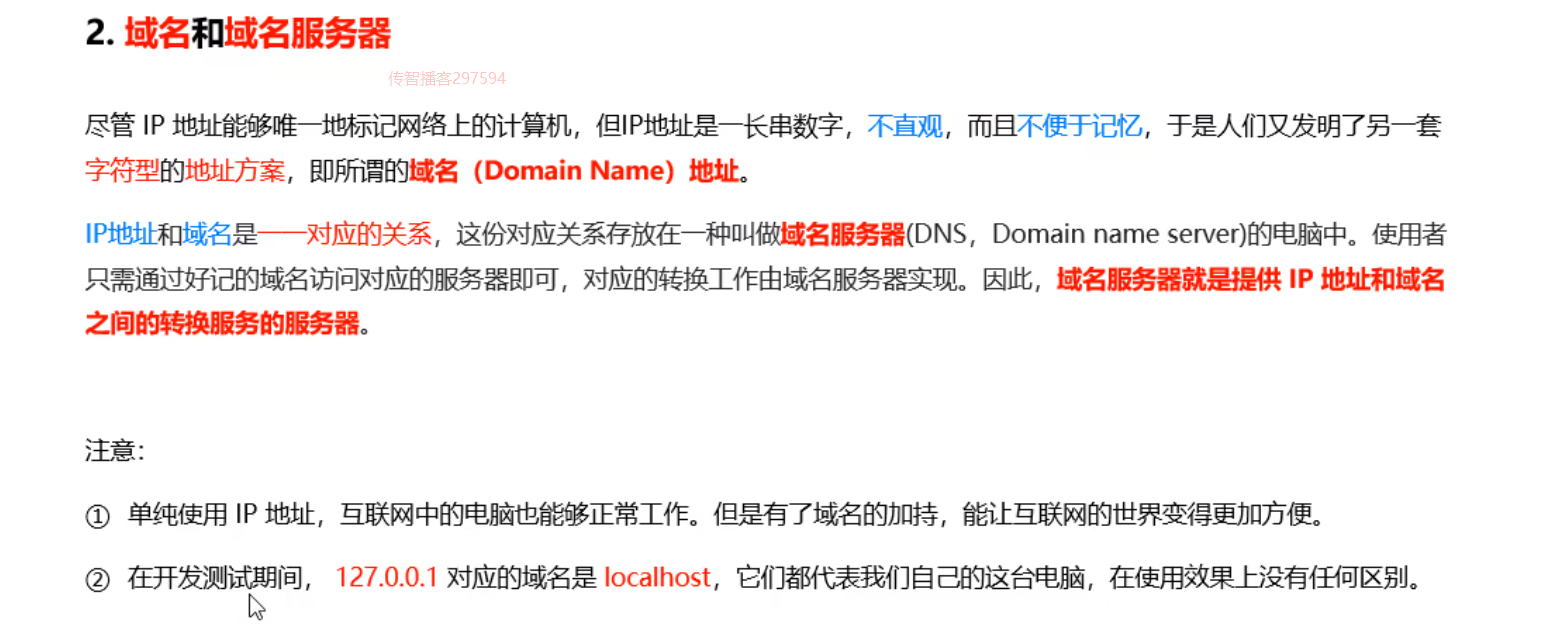 2. 域名和域名服务器
传智播客297594
尽管 IP 地址能够唯一地标记网络上的计算机，但IP地址是一长串数字，不直观，而且不便于记忆，于是人们又发明了另一套
字符型的地址方案，即所谓的域名（Domain Name）地址。
IP地址和域名是一一对应的关系，这份对应关系存放在一种叫做域名服务器(DNS，Domain name server)的电脑中。使用者
只需通过好记的域名访问对应的服务器即可，对应的转换工作由域名服务器实现。因此，域名服务器就是提供 IP 地址和域名
之间的转换服务的服务器。
注意：
① 单纯使用 IP 地址，互联网中的电脑也能够正常工作。但是有了域名的加持，能让互联网的世界变得更加方便。
② 在开发测试期间， 127.0.0.1 对应的域名是 localhost，它们都代表我们自己的这台电脑，在使用效果上没有任何区别。